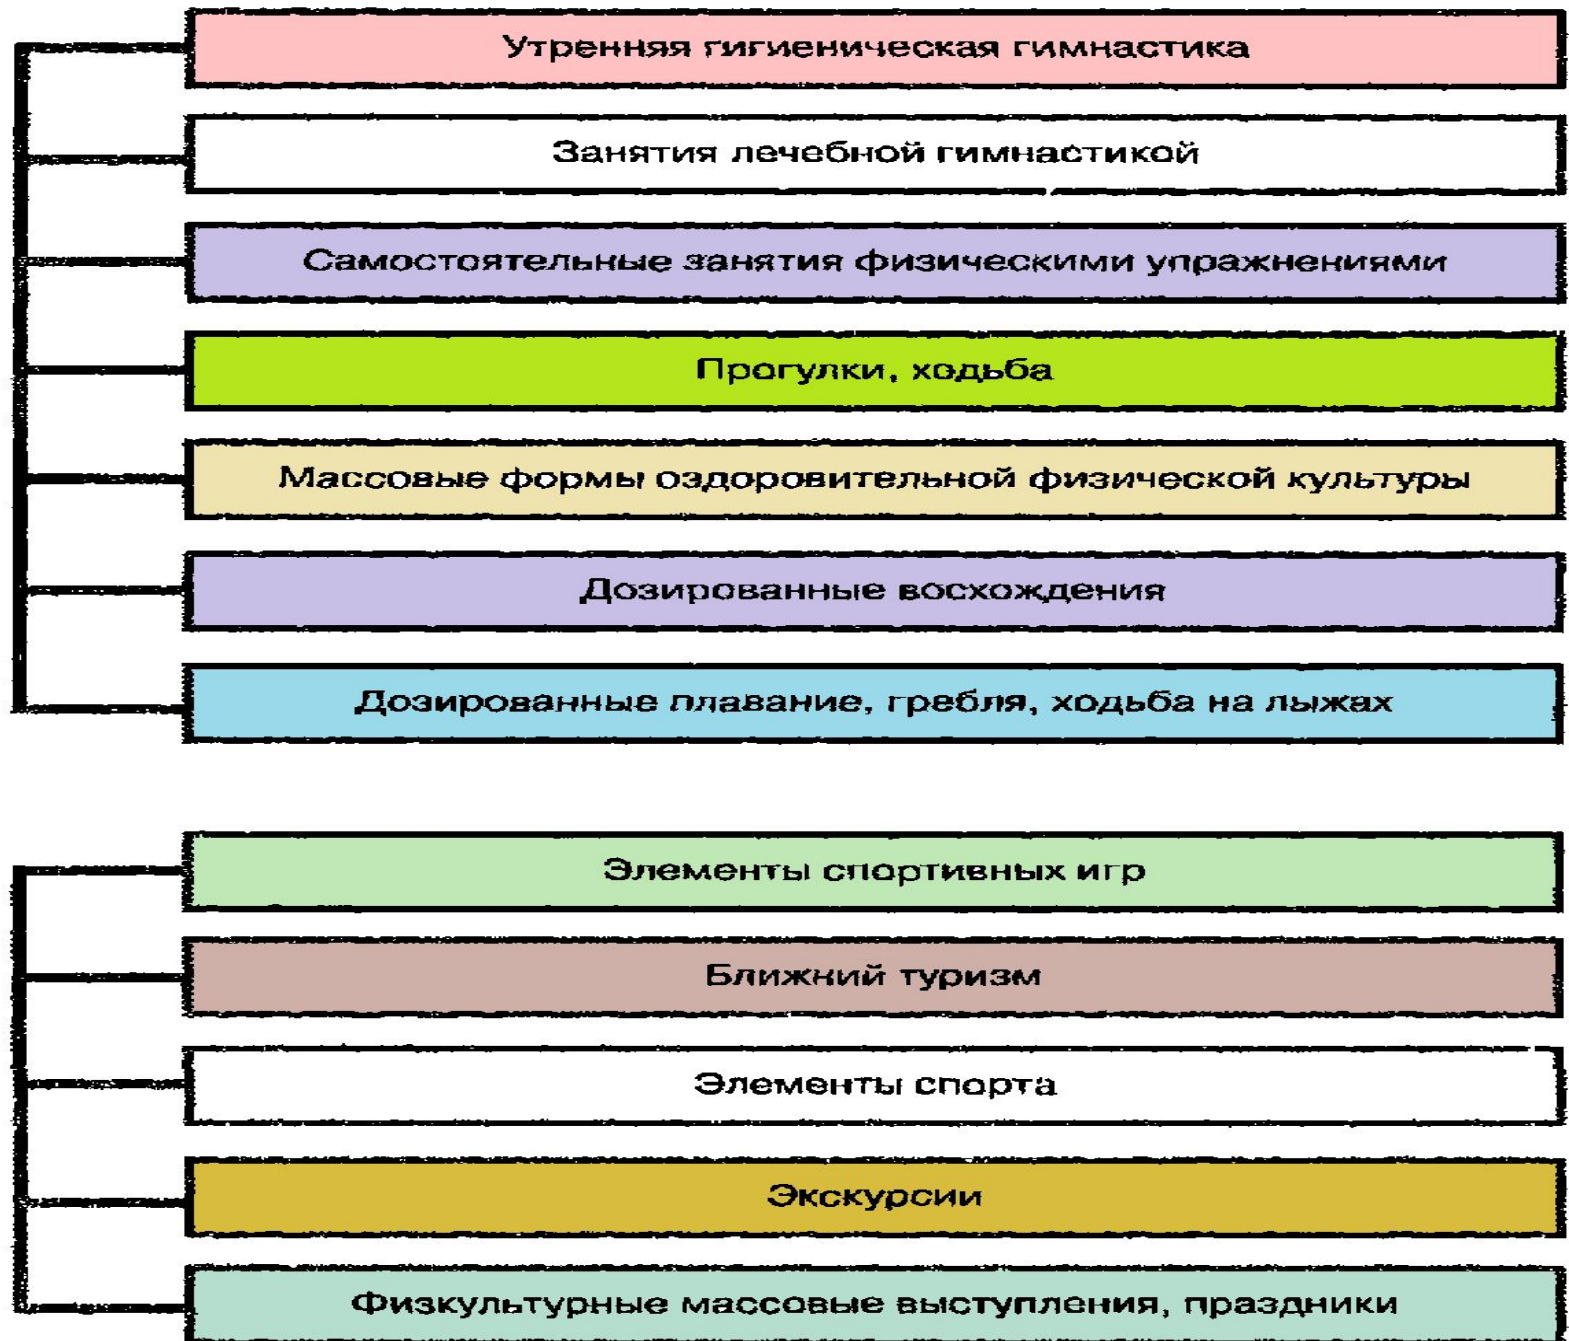 Утренняя гигиеническая гимнастика
Занятия лечебной гимнастикой
Самостоятельные занятия физическими упражнениями
Прогулки, ходьба
Массовые формы оздоровительной физической культуры
Дозированные восхождения
Дозированные плавание, гребля, ходьба на лыжах
Элементы спортивных игр
Ближний туризм
Элементы спорта
Экскурсии
Физкультурные массовые выступления, праздники